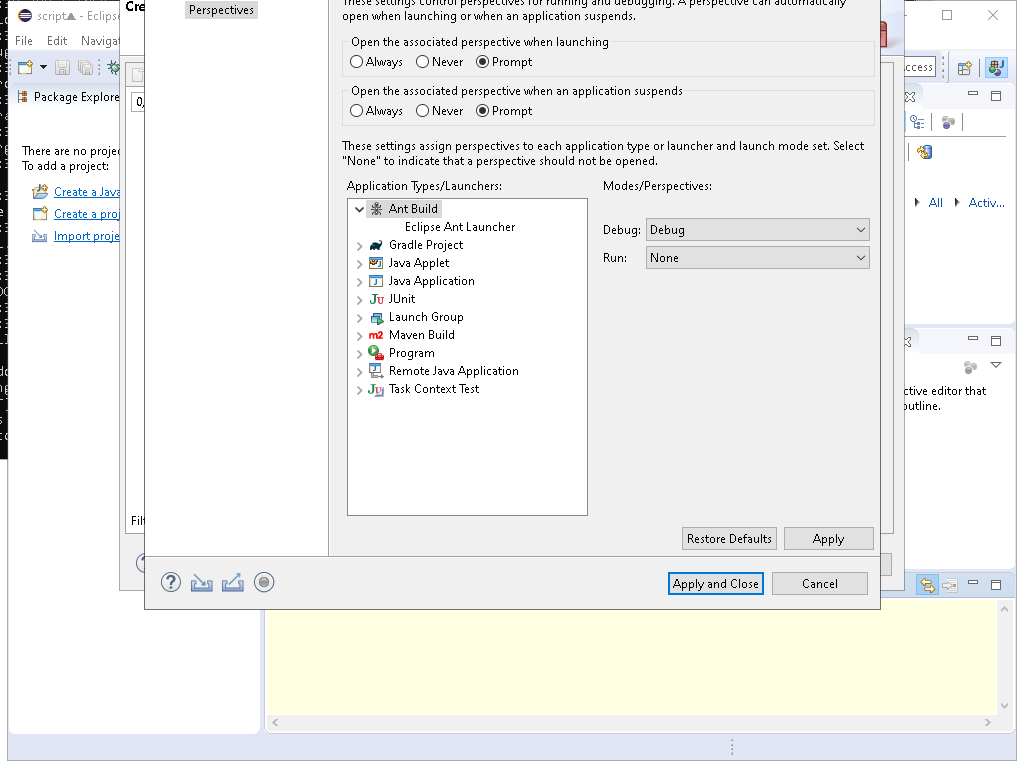 script▲ - Eclipse
File Edit Naviga
Package Explore
There are no proje
To add a project:
Create a Java
Create a proj
Import proje
Cre
0,
Filt
Perspectives
These settings control perspectives for running and debugging. A perspective can automatically
open when launching or when an application suspends.
Open the associated perspective when launching
Always Never Prompt
Open the associated perspective when an application suspends
Always Never Prompt
These settings assign perspectives to each application type or launcher and launch mode set. Select
"None" to indicate that a perspective should not be opened.
Application Types/Launchers:
Ant Build
Eclipse Ant Launcher
Gradle Project
Java Applet
Java Application
JUnit
Launch Group
Maven Build
Program
Remote Java Application
Task Context Test
Modes/Perspectives:
Debug: Debug
Run: None
Restore Defaults Apply
Apply and Close Cancel
ccess
All Activ...
ctive editor that
outline.